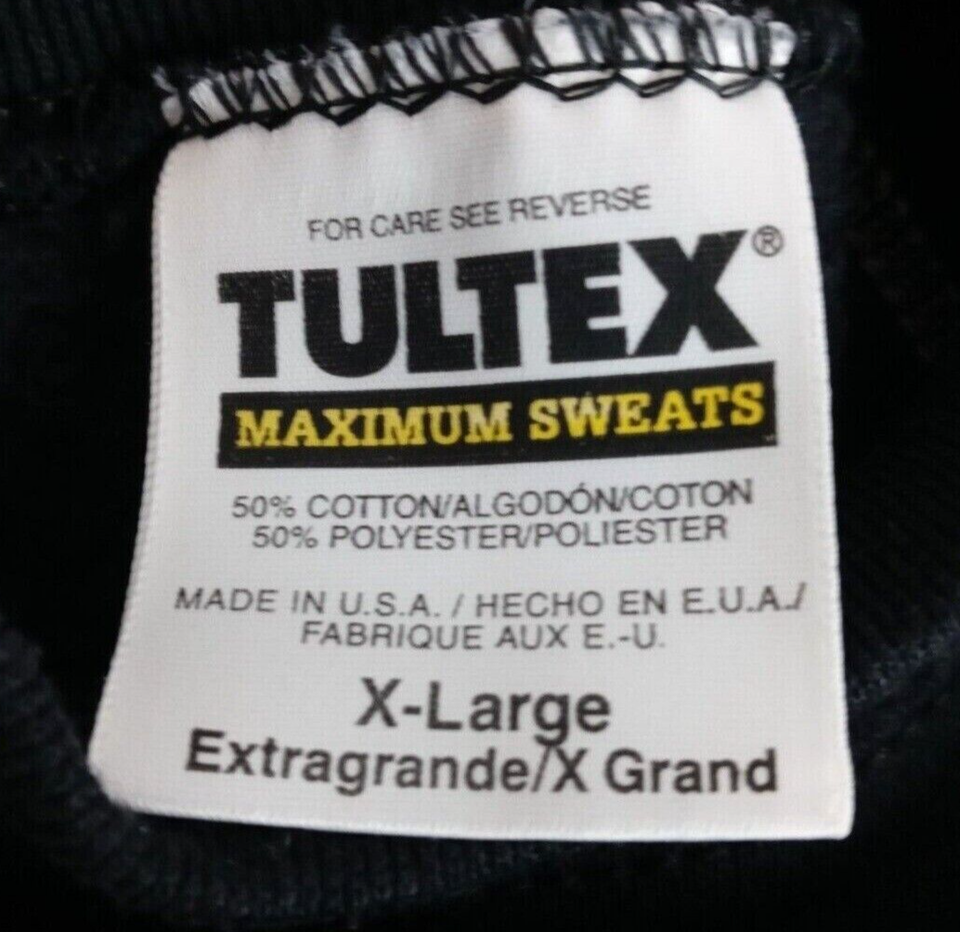 FOR CARE SEE REVERSE
TULTEX®
MAXIMUM SWEATS
50% COTTON/ALGODÓN/COTON
50% POLYESTER/POLIESTER
MADE IN U.S.A. / HECHO EN E.U.A./
FABRIQUE AUX E.-U.
X-Large
Extragrande/X Grand